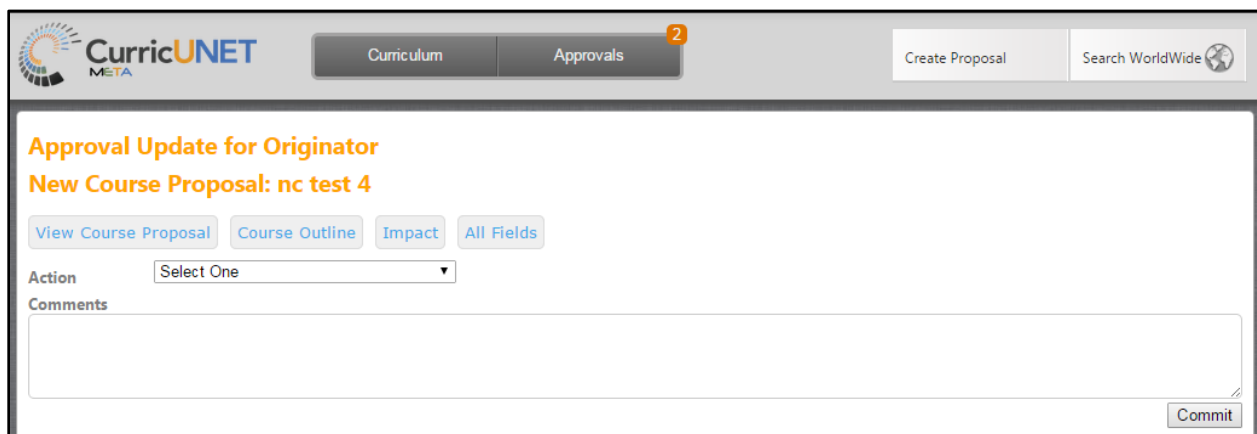 2
CurricUNET
META
Curriculum
Approvals
Create Proposal
Search WorldWide
Approval Update for Originator
New Course Proposal: nc test 4
View Course Proposal Course Outline Impact All Fields
Action Select One
Comments
Commit